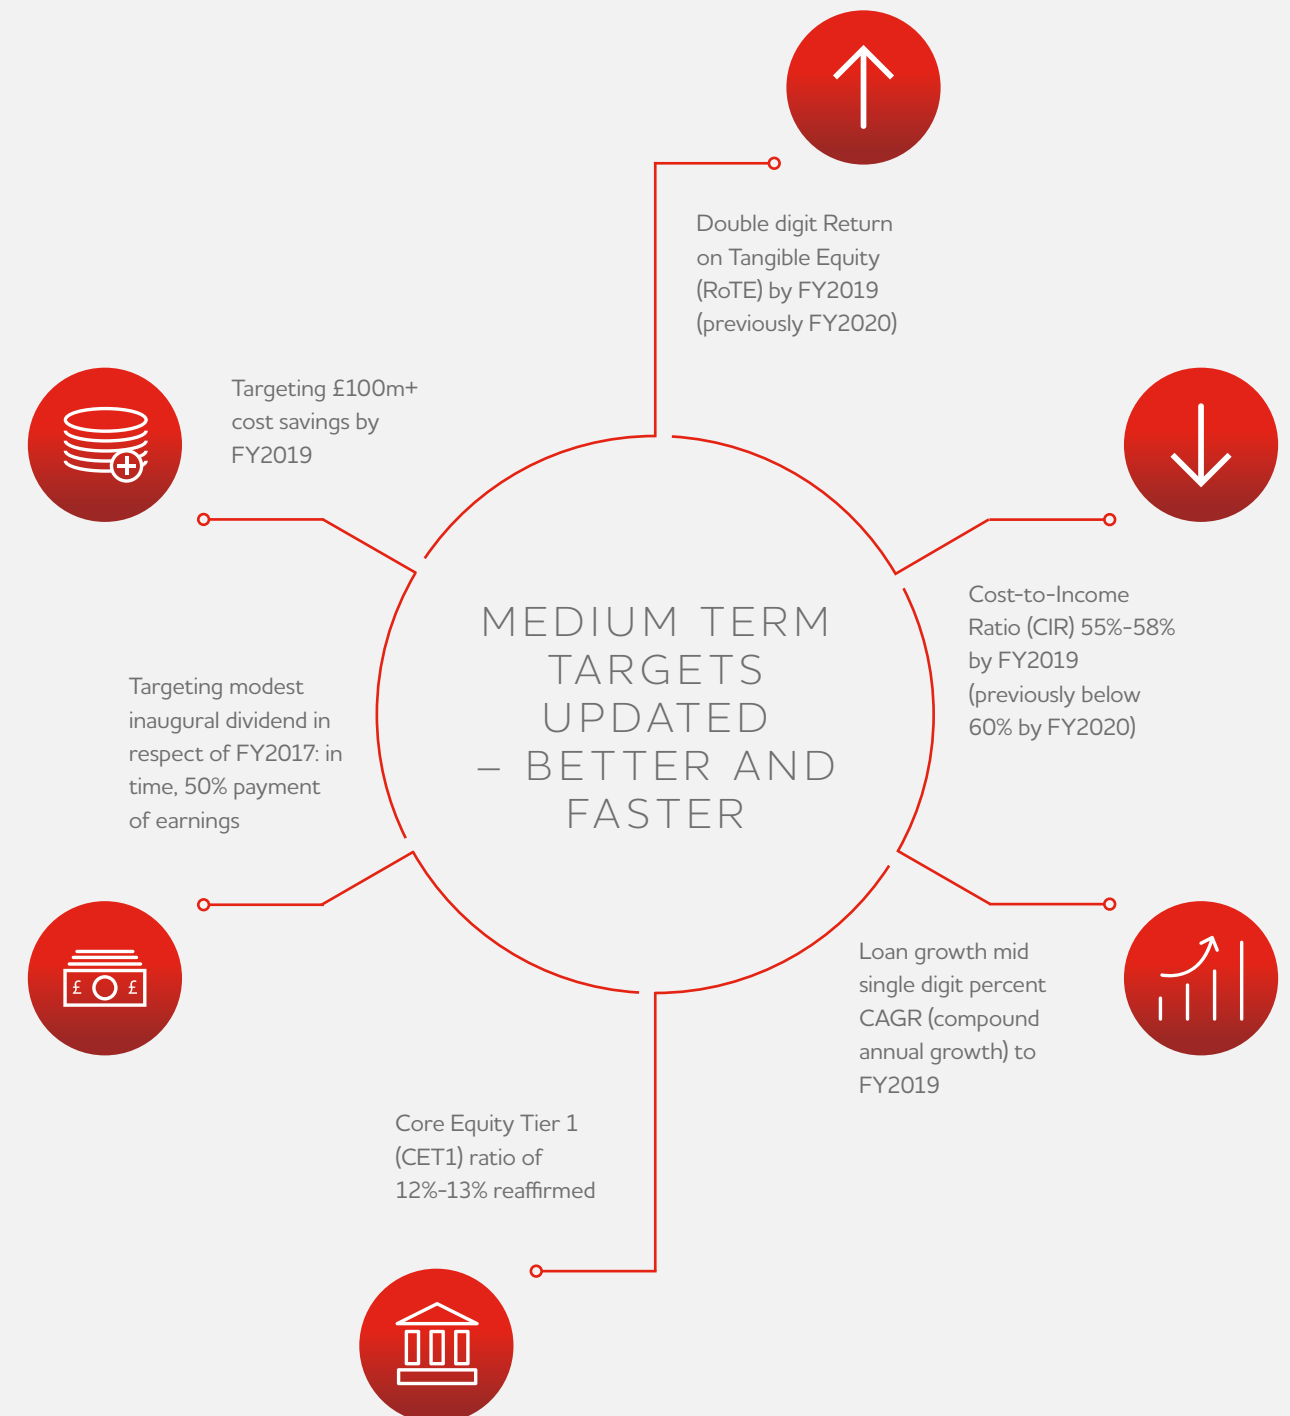 Double digit Return
on Tangible Equity
(RoTE) by FY2019
(previously FY2020)
Targeting £100m+
cost savings by
FY2019
Cost-to-Income
Ratio (CIR) 55%-58%
by FY2019
(previously below
60% by FY2020)
MEDIUM TERM
TARGETS
UPDATED
– BETTER AND
FASTER
Targeting modest
inaugural dividend in
respect of FY2017: in
time, 50% payment
of earnings
£ £
Loan growth mid
single digit percent
CAGR (compound
annual growth) to
FY2019
Core Equity Tier 1
(CET1) ratio of
12%-13% reaffirmed